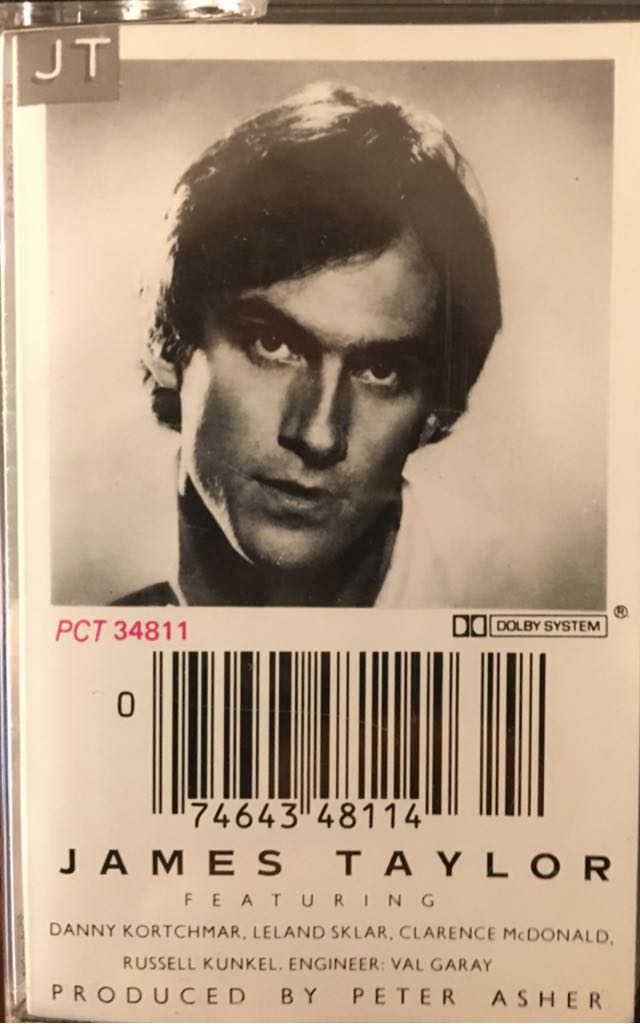 JT
PCT 34811
DOLBY SYSTEM ®
0 74643 48114
JAMES TAYLOR
FEATURING
DANNY KORTCHMAR, LELAND SKLAR, CLARENCE McDONALD,
RUSSELL KUNKEL. ENGINEER: VAL GARAY
PRODUCED BY PETER ASHER